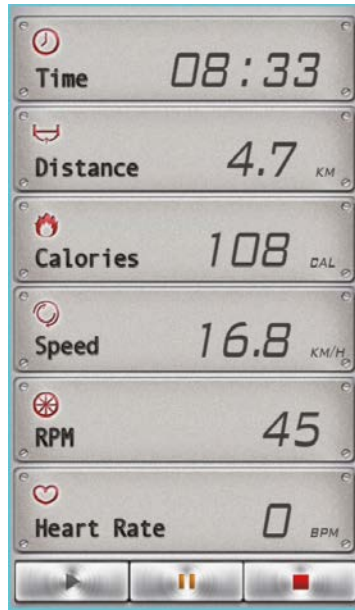 Time 08:33
Distance 4.7 KM
Calories 108 CAL
Speed 16.8 KM/H
RPM 45
Heart Rate 0 BPM